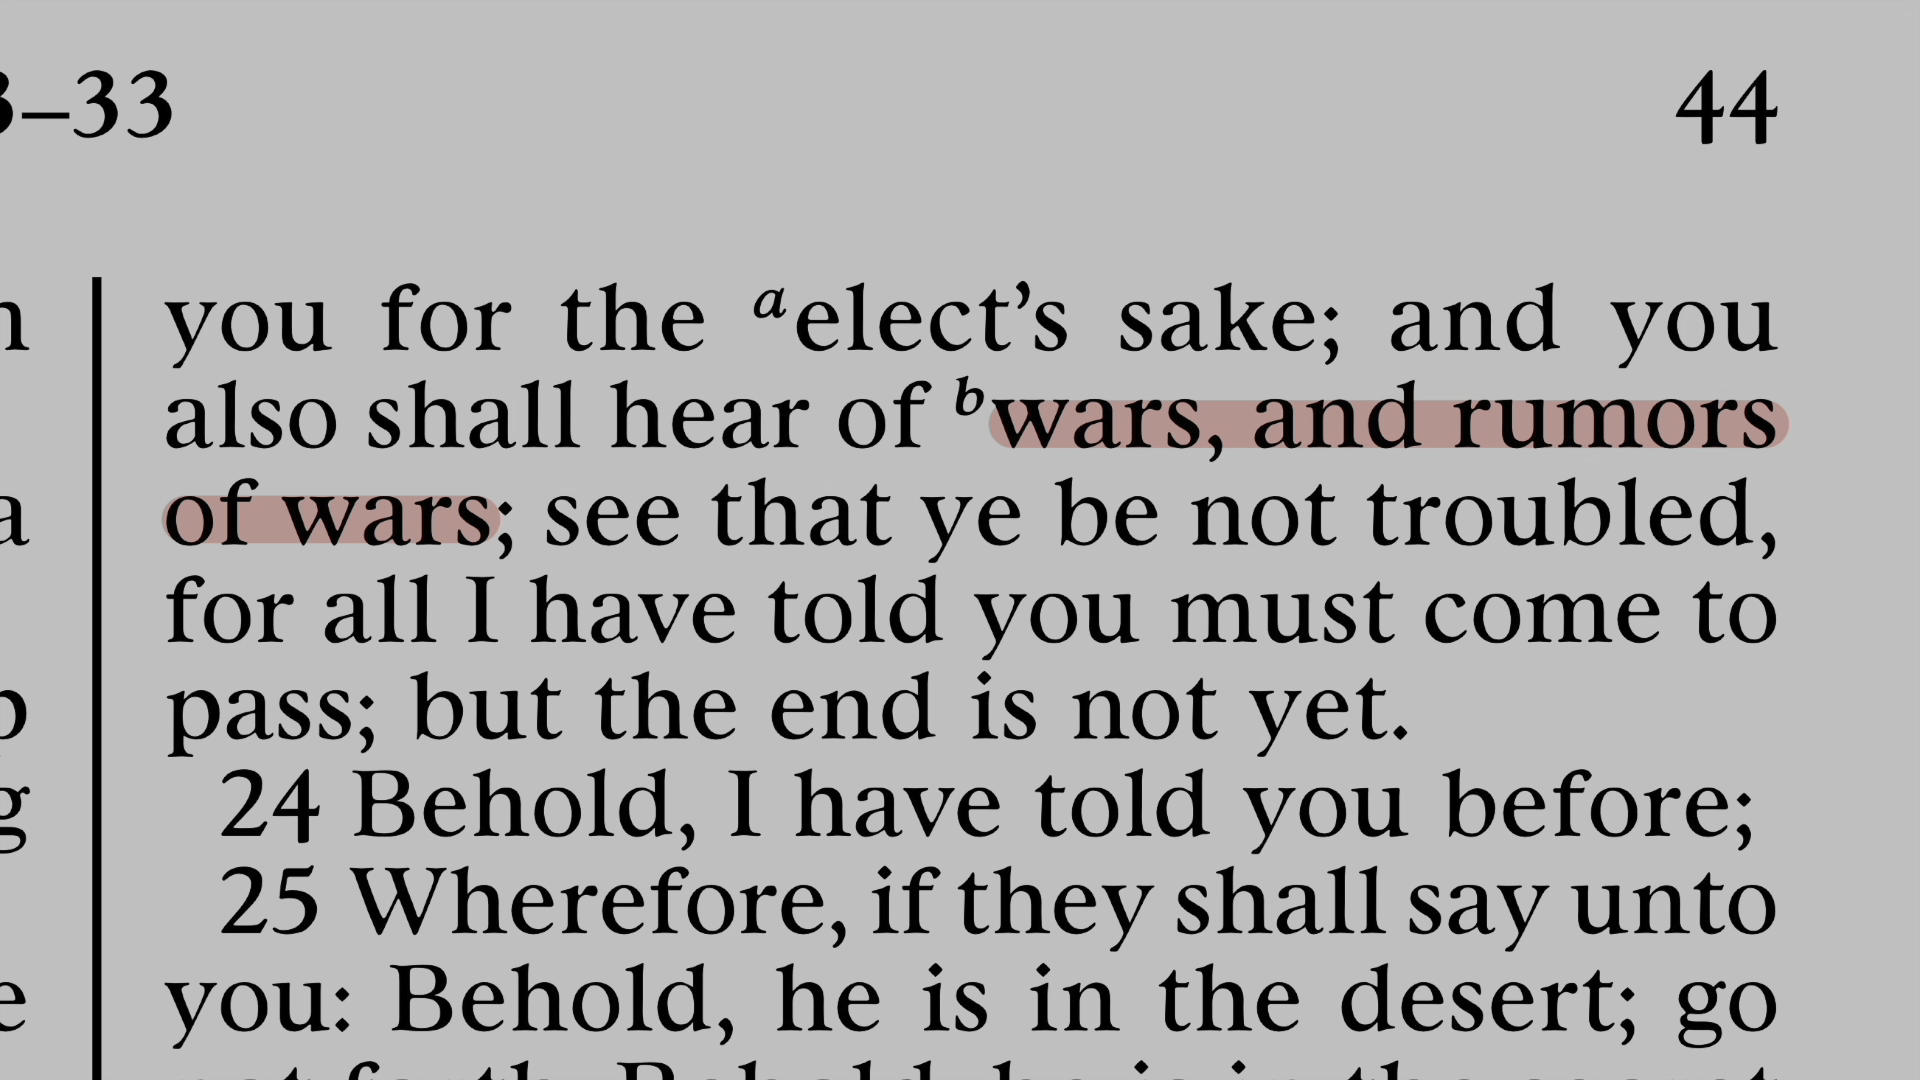 3–33 44
you for the ᵃelect’s sake; and you
also shall hear of ᵇwars, and rumors
of wars; see that ye be not troubled,
for all I have told you must come to
pass; but the end is not yet.
24 Behold, I have told you before;
25 Wherefore, if they shall say unto
you: Behold, he is in the desert; go